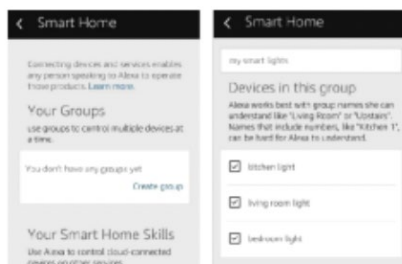 Smart Home
Connecting devices and services enables
any person speaking to Alexa to operate
those products. Learn more.
Your Groups
use groups to control multiple devices at
a time.
You don't have any groups yet
Create group
Your Smart Home Skills
Use Alexa to control cloud-connected
devices on other services
Smart Home
my smart lights
Devices in this group
Alexa works best with group names she can
understand like "Living Room" or "Upstairs".
Names that include numbers, like "Kitchen 1",
can be hard for Alexa to understand.
kitchen light
living room light
bedroom light